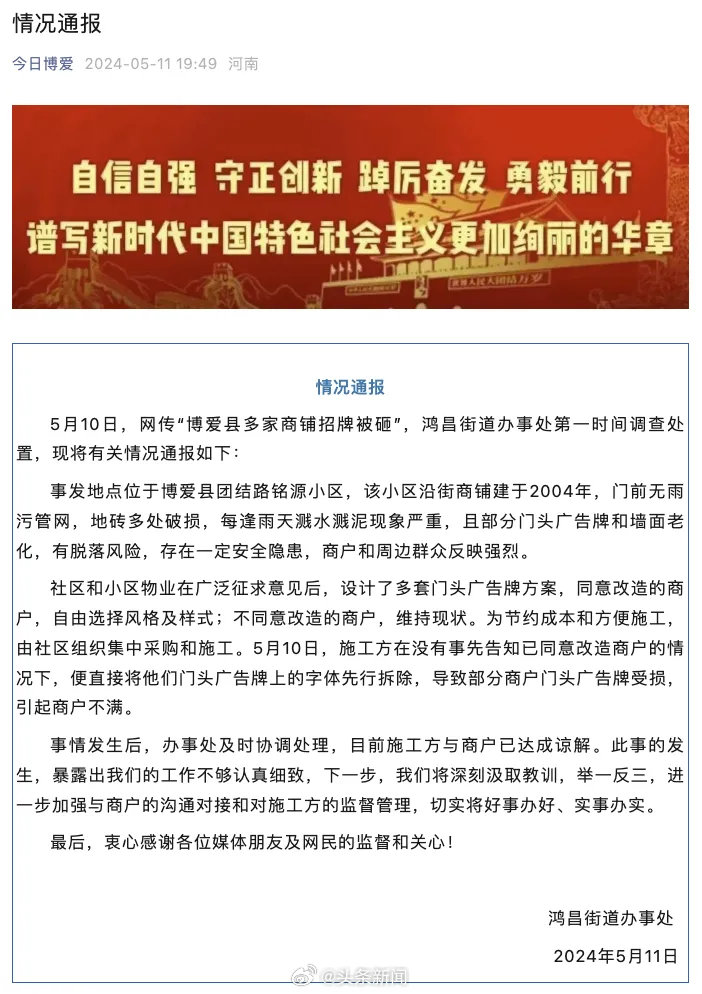 情况通报
今日博爱 2024-05-11 19:49 河南
自信自强 守正创新 踔厉奋发 勇毅前行
谱写新时代中国特色社会主义更加绚丽的华章
世界人民大团结万岁
情况通报
5月10日，网传“博爱县多家商铺招牌被砸”，鸿昌街道办事处第一时间调查处
置，现将有关情况通报如下：
事发地点位于博爱县团结路铭源小区，该小区沿街商铺建于2004年，门前无雨
污管网，地砖多处破损，每逢雨天溅水溅泥现象严重，且部分门头广告牌和墙面老
化，有脱落风险，存在一定安全隐患，商户和周边群众反映强烈。
社区和小区物业在广泛征求意见后，设计了多套门头广告牌方案，同意改造的商
户，自由选择风格及样式；不同意改造的商户，维持现状。为节约成本和方便施工，
由社区组织集中采购和施工。5月10日，施工方在没有事先告知已同意改造商户的情
况下，便直接将他们门头广告牌上的字体先行拆除，导致部分商户门头广告牌受损，
引起商户不满。
事情发生后，办事处及时协调处理，目前施工方与商户已达成谅解。此事的发
生，暴露出我们的工作不够认真细致，下一步，我们将深刻汲取教训，举一反三，进
一步加强与商户的沟通对接和对施工方的监督管理，切实将好事办好、实事办实。
最后，衷心感谢各位媒体朋友及网民的监督和关心！
鸿昌街道办事处
2024年5月11日
@头条新闻